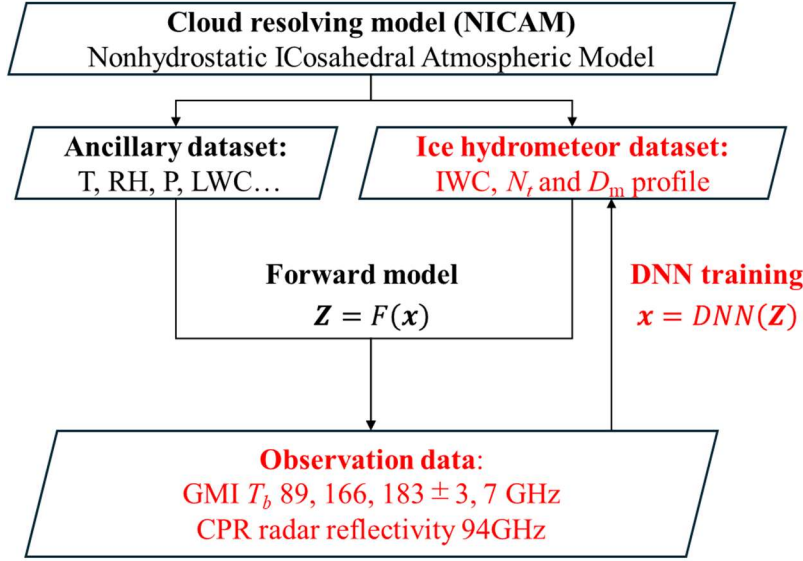 Cloud resolving model (NICAM)
Nonhydrostatic ICosahedral Atmospheric Model
Ancillary dataset:
T, RH, P, LWC…
Ice hydrometeor dataset:
IWC, Nₜ and Dₘ profile
Forward model
Z = F(x)
DNN training
x = DNN(Z)
Observation data:
GMI T_b 89, 166, 183 ± 3, 7 GHz
CPR radar reflectivity 94GHz